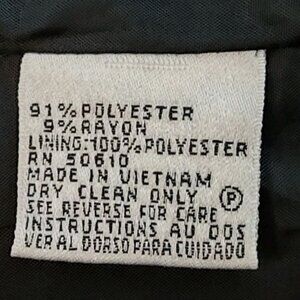 91% POLYESTER
9% RAYON
LINING:100% POLYESTER
RN 50610
MADE IN VIETNAM
DRY CLEAN ONLY Ⓟ
SEE REVERSE FOR CARE
INSTRUCTIONS AU DOS
VER AL DORSO PARA CUIDADO